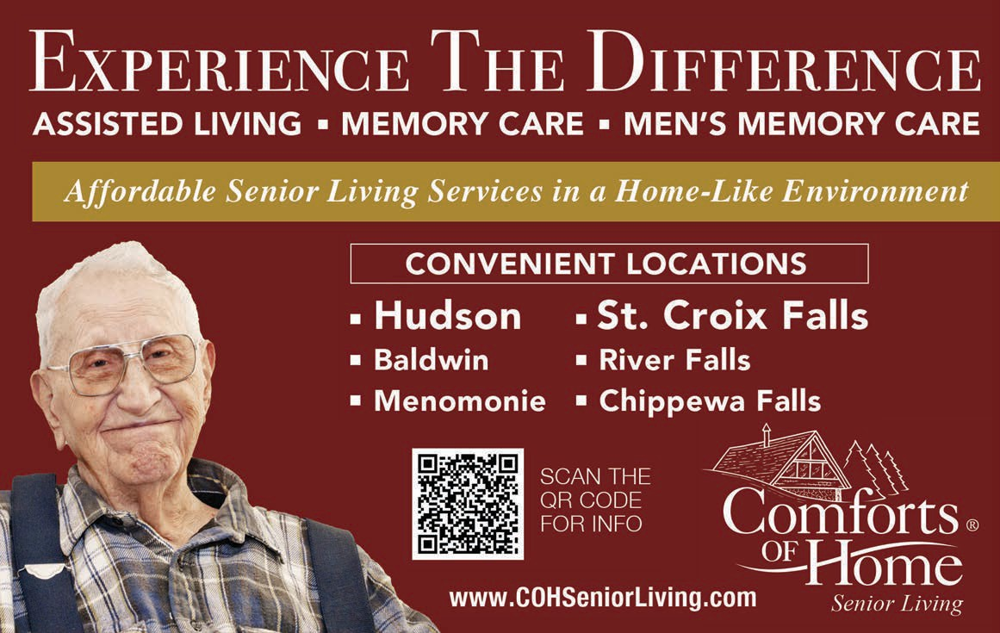 EXPERIENCE THE DIFFERENCE
ASSISTED LIVING ▪ MEMORY CARE ▪ MEN'S MEMORY CARE
Affordable Senior Living Services in a Home-Like Environment
CONVENIENT LOCATIONS
▪ Hudson ▪ St. Croix Falls
▪ Baldwin ▪ River Falls
▪ Menomonie ▪ Chippewa Falls
SCAN THE
QR CODE
FOR INFO
Comforts ®
OF Home
Senior Living
www.COHSeniorLiving.com